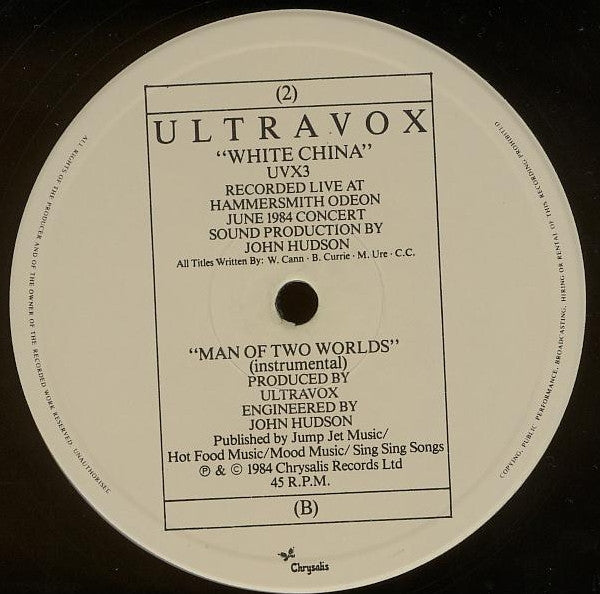 (2)
ULTRAVOX
“WHITE CHINA”
UVX3
RECORDED LIVE AT
HAMMERSMITH ODEON
JUNE 1984 CONCERT
SOUND PRODUCTION BY
JOHN HUDSON
All Titles Written By: W. Cann · B. Currie · M. Ure · C.C.
“MAN OF TWO WORLDS”
(instrumental)
PRODUCED BY
ULTRAVOX
ENGINEERED BY
JOHN HUDSON
Published by Jump Jet Music/
Hot Food Music/Mood Music/Sing Sing Songs
℗ & © 1984 Chrysalis Records Ltd
45 R.P.M.
(B)
Chrysalis
ALL RIGHTS OF THE PRODUCER AND OF THE OWNER OF THE RECORDED WORK RESERVED. UNAUTHORISED
COPYING, PUBLIC PERFORMANCE, BROADCASTING, HIRING OR RENTAL OF THIS RECORDING PROHIBITED